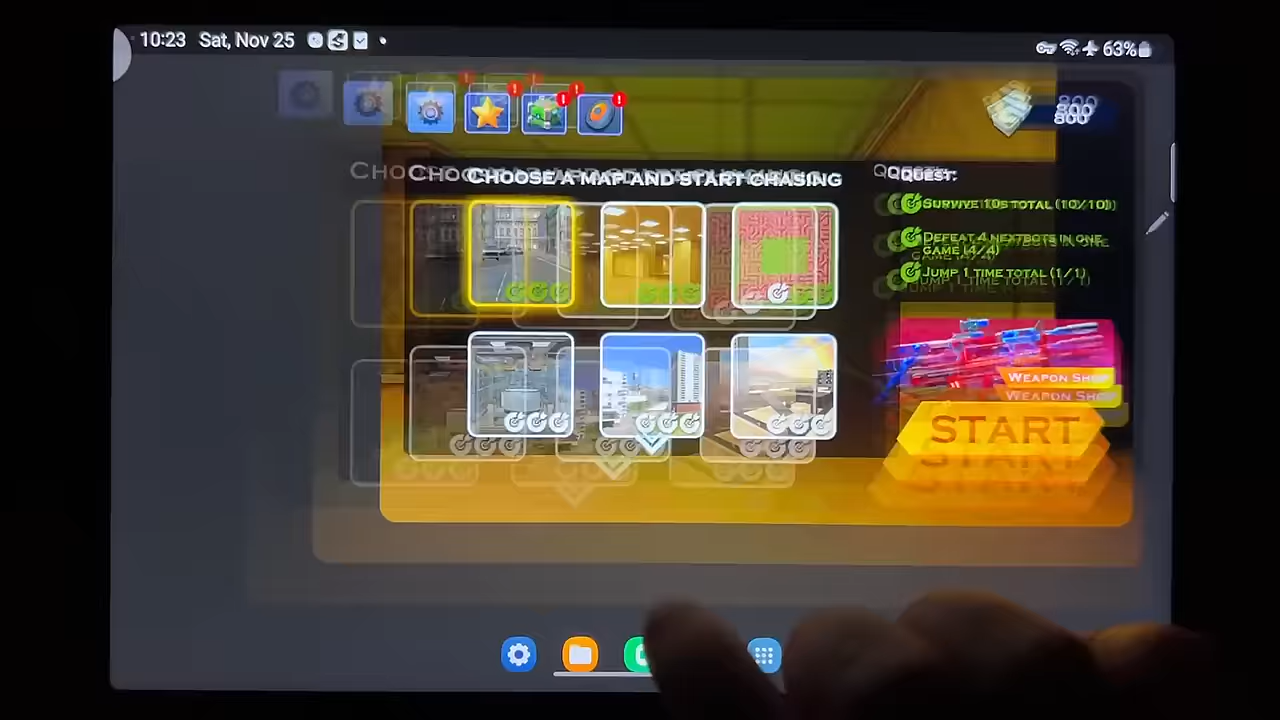 10:23 Sat, Nov 25
63%
800
CHOOSE A MAP AND START CHASING
QUEST:
SURVIVE 10S TOTAL (10/10)
DEFEAT 4 NEXTBOTS IN ONE
GAME (4/4)
JUMP 1 TIME TOTAL (1/1)
WEAPON SHOP
START